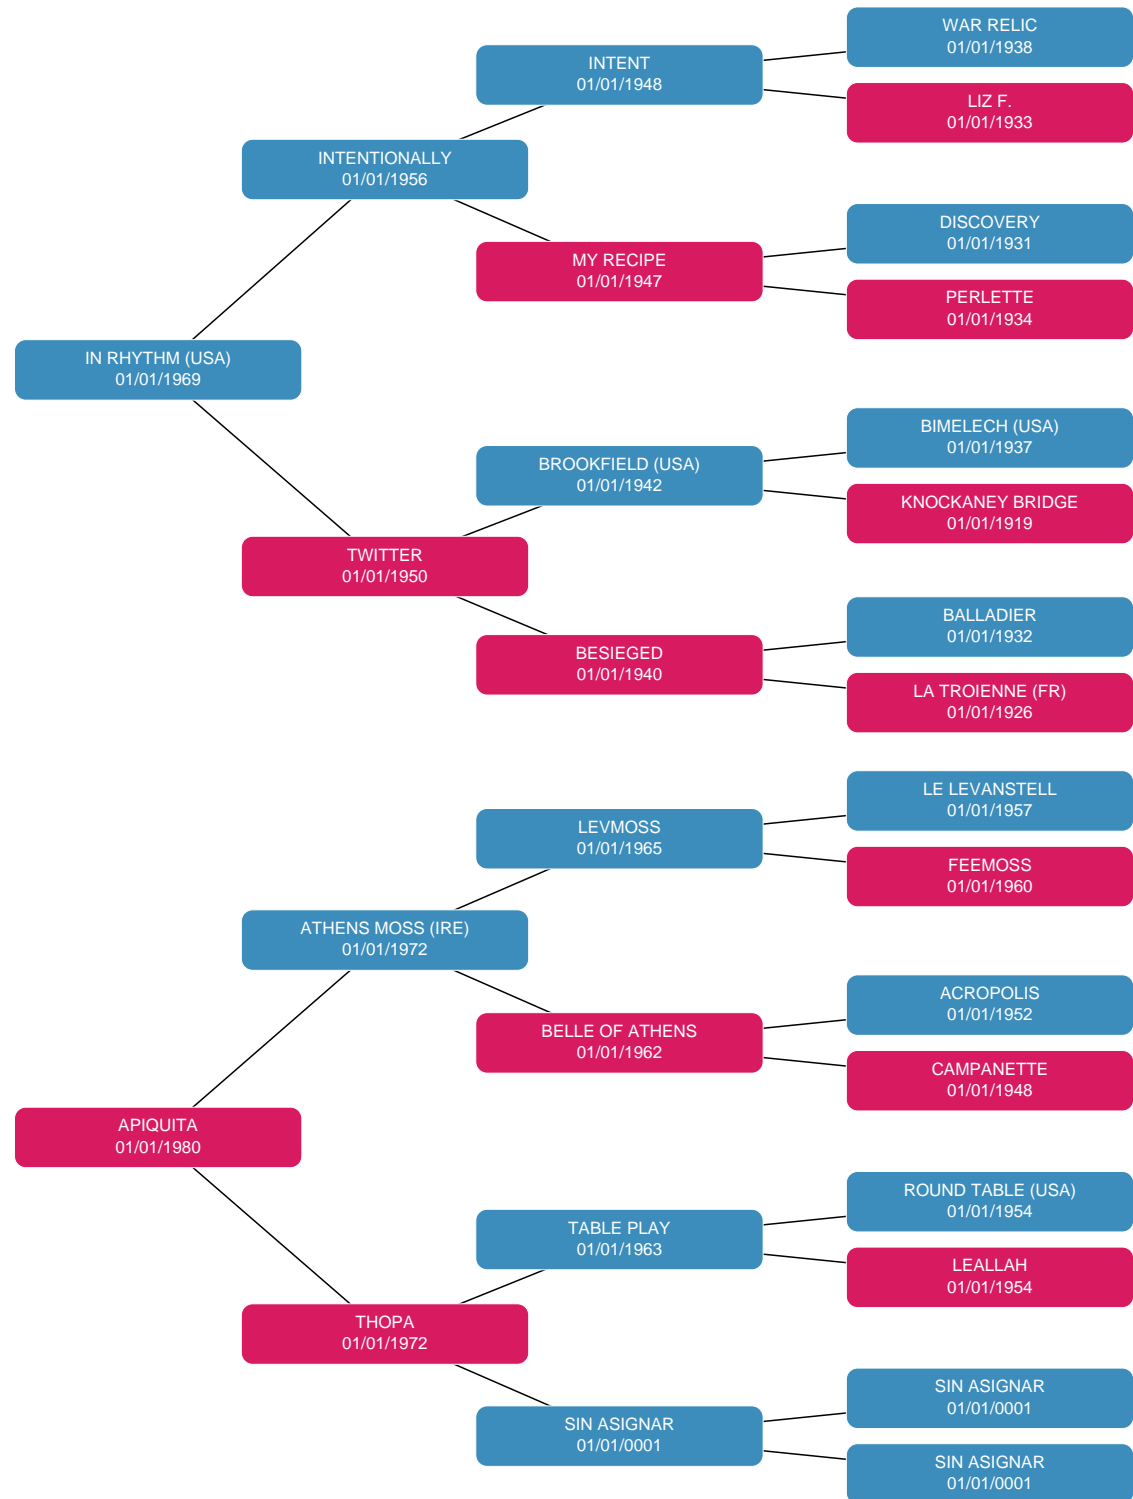 WAR RELIC
01/01/1938
INTENT
01/01/1948
LIZ F.
01/01/1933
INTENTIONALLY
01/01/1956
DISCOVERY
01/01/1931
MY RECIPE
01/01/1947
PERLETTE
01/01/1934
IN RHYTHM (USA)
01/01/1969
BIMELECH (USA)
01/01/1937
BROOKFIELD (USA)
01/01/1942
KNOCKANEY BRIDGE
01/01/1919
TWITTER
01/01/1950
BALLADIER
01/01/1932
BESIEGED
01/01/1940
LA TROIENNE (FR)
01/01/1926
LE LEVANSTELL
01/01/1957
LEVMOSS
01/01/1965
FEEMOSS
01/01/1960
ATHENS MOSS (IRE)
01/01/1972
ACROPOLIS
01/01/1952
BELLE OF ATHENS
01/01/1962
CAMPANETTE
01/01/1948
APIQUITA
01/01/1980
ROUND TABLE (USA)
01/01/1954
TABLE PLAY
01/01/1963
LEALLAH
01/01/1954
THOPA
01/01/1972
SIN ASIGNAR
01/01/0001
SIN ASIGNAR
01/01/0001
SIN ASIGNAR
01/01/0001